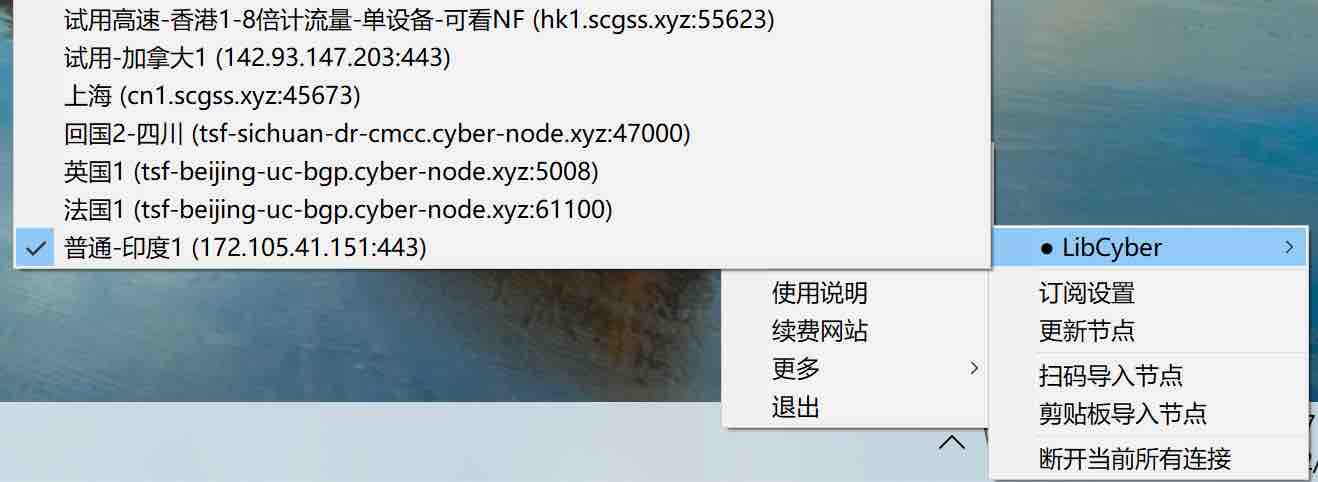 试用高速-香港1-8倍计流量-单设备-可看NF (hk1.scgss.xyz:55623)
试用-加拿大1 (142.93.147.203:443)
上海 (cn1.scgss.xyz:45673)
回国2-四川 (tsf-sichuan-dr-cmcc.cyber-node.xyz:47000)
英国1 (tsf-beijing-uc-bgp.cyber-node.xyz:5008)
法国1 (tsf-beijing-uc-bgp.cyber-node.xyz:61100)
普通-印度1 (172.105.41.151:443)
● LibCyber
使用说明
续费网站
更多
退出
订阅设置
更新节点
扫码导入节点
剪贴板导入节点
断开当前所有连接